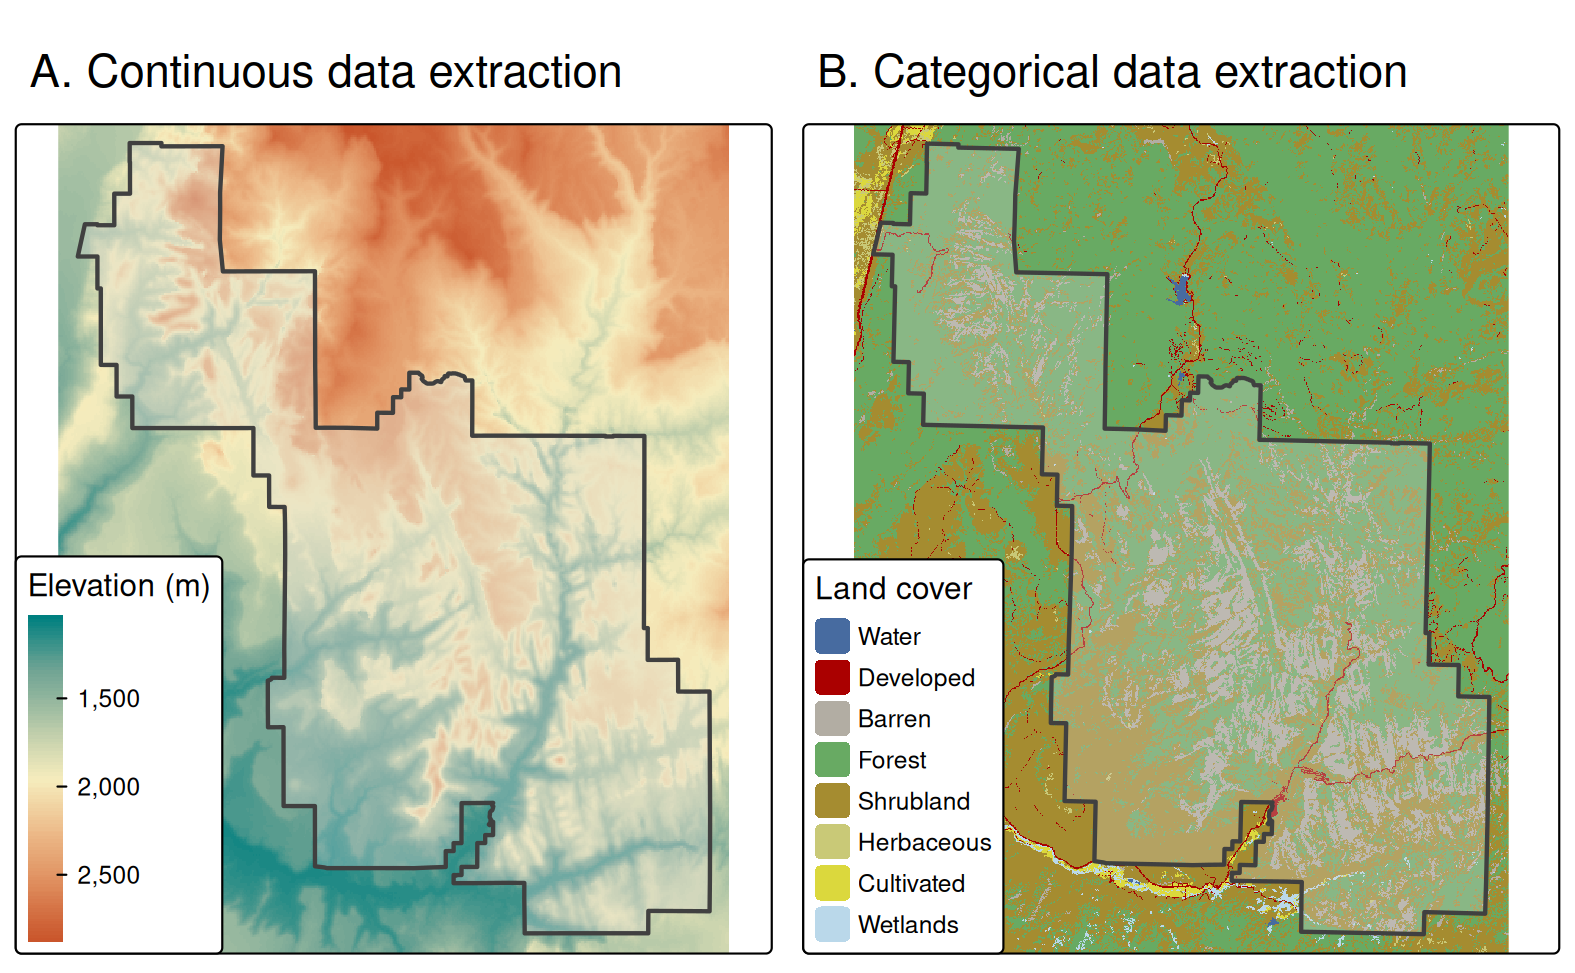 A. Continuous data extraction
Elevation (m)
1,500
2,000
2,500
B. Categorical data extraction
Land cover
Water
Developed
Barren
Forest
Shrubland
Herbaceous
Cultivated
Wetlands